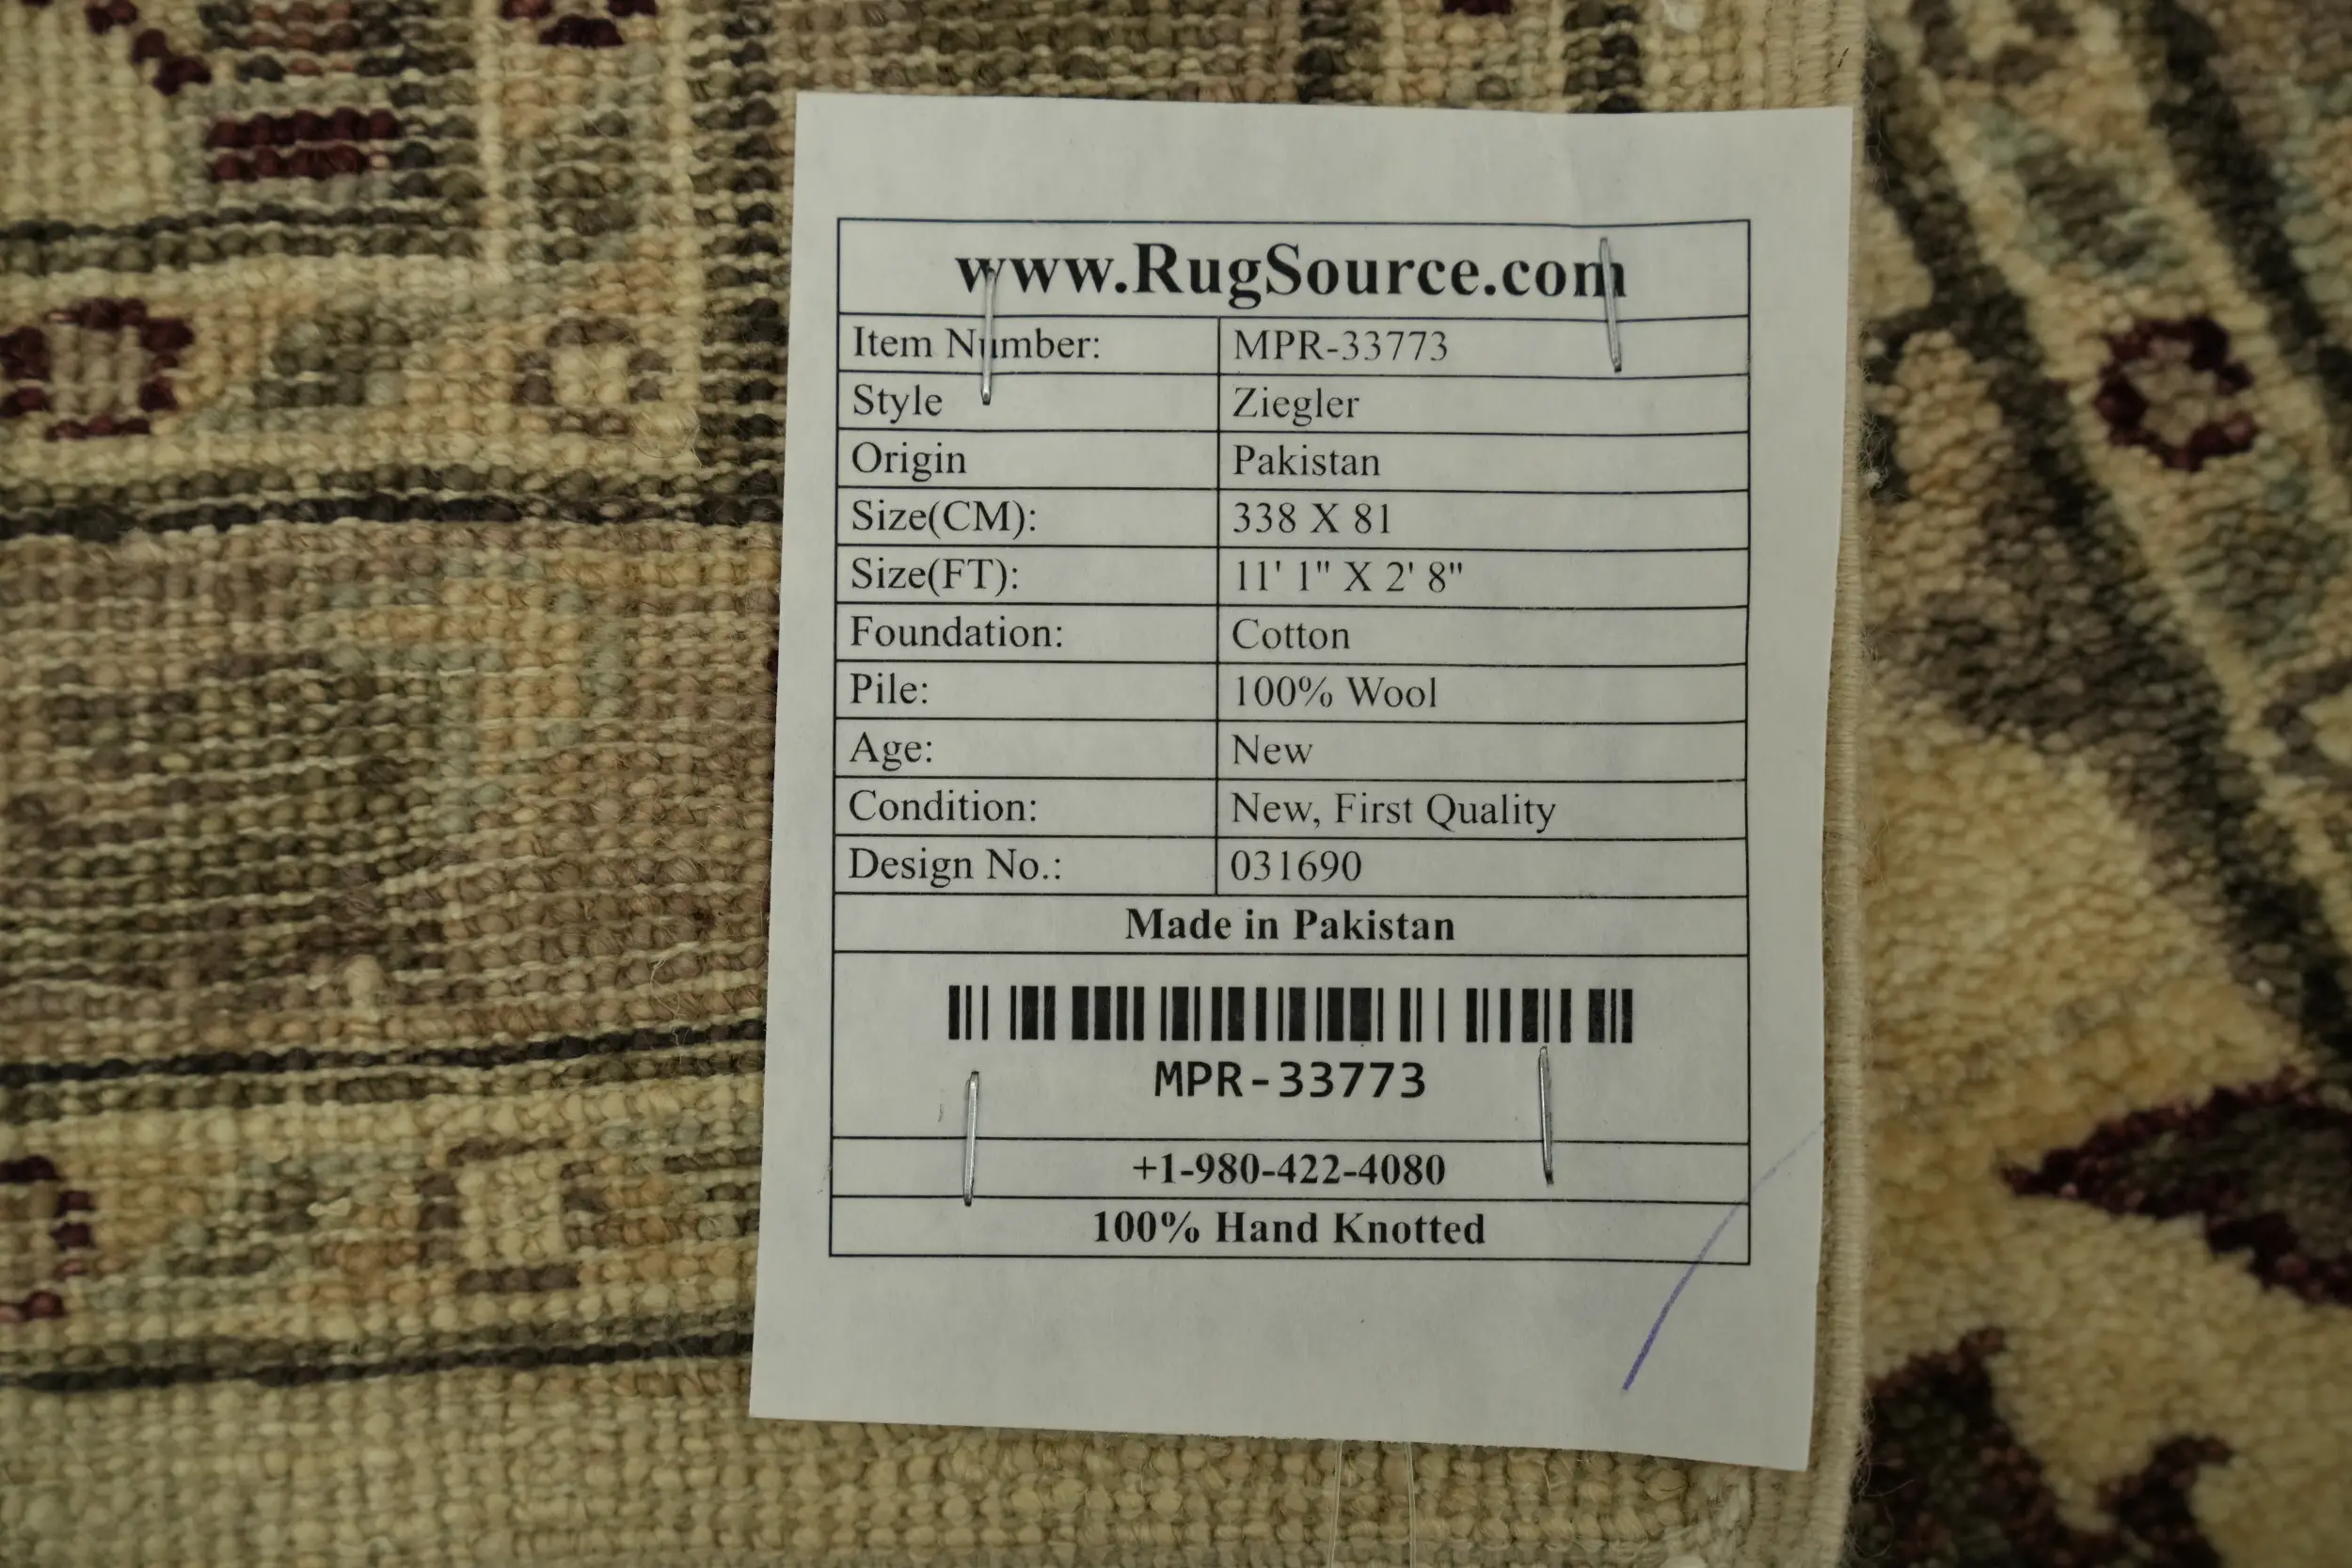 www.RugSource.com
Item Number: MPR-33773
Style Ziegler
Origin Pakistan
Size(CM): 338 X 81
Size(FT): 11' 1" X 2' 8"
Foundation: Cotton
Pile: 100% Wool
Age: New
Condition: New, First Quality
Design No.: 031690
Made in Pakistan
MPR-33773
+1-980-422-4080
100% Hand Knotted